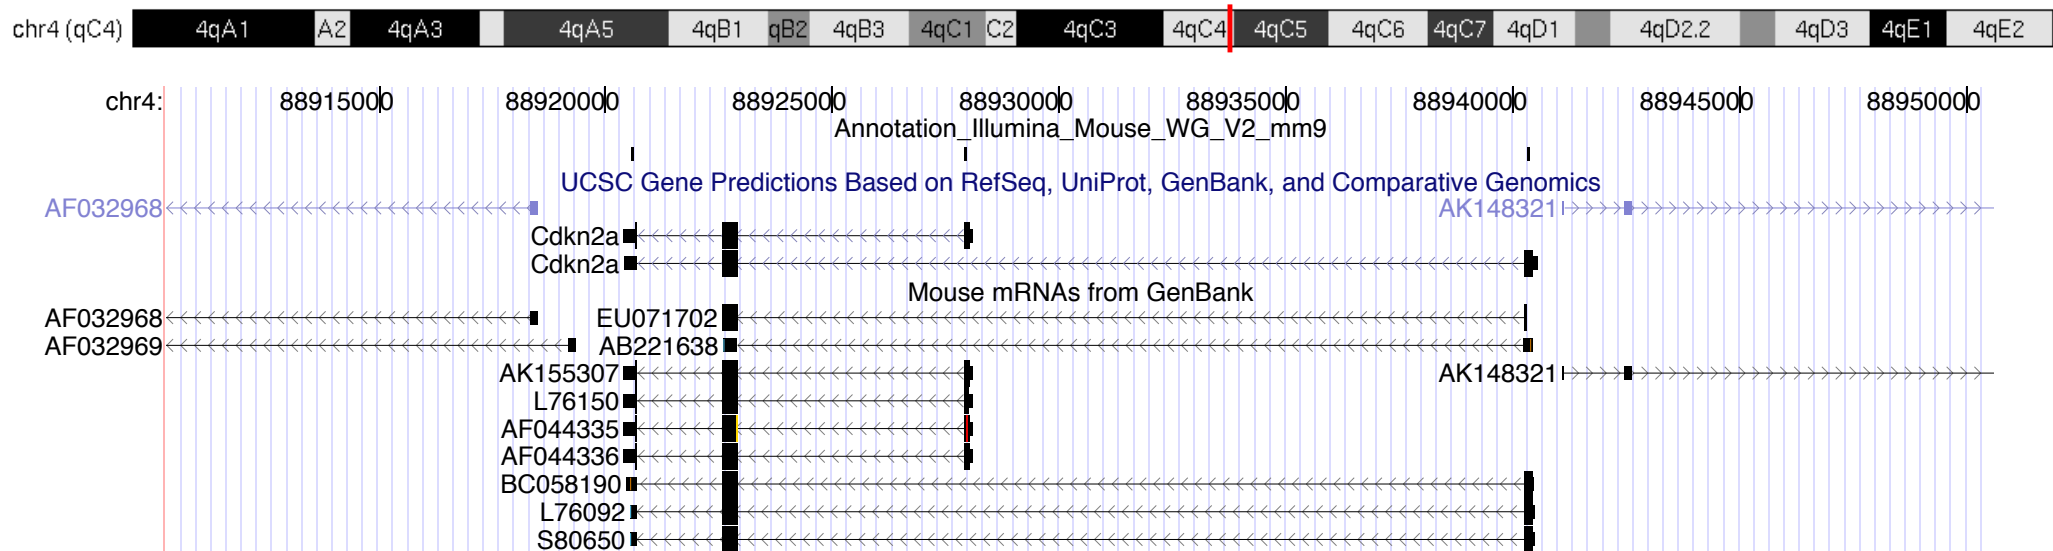 chr4 (qC4) 4qA1 A2 4qA3 4qA5 4qB1 qB2 4qB3 4qC1 C2 4qC3 4qC4 4qC5 4qC6 4qC7 4qD1 4qD2.2 4qD3 4qE1 4qE2
chr4: 88915000 88920000 88925000 88930000 88935000 88940000 88945000 88950000
Annotation_Illumina_Mouse_WG_V2_mm9
UCSC Gene Predictions Based on RefSeq, UniProt, GenBank, and Comparative Genomics
AF032968 AK148321
Cdkn2a
Cdkn2a
Mouse mRNAs from GenBank
AF032968 EU071702
AF032969 AB221638
AK155307 AK148321
L76150
AF044335
AF044336
BC058190
L76092
S80650